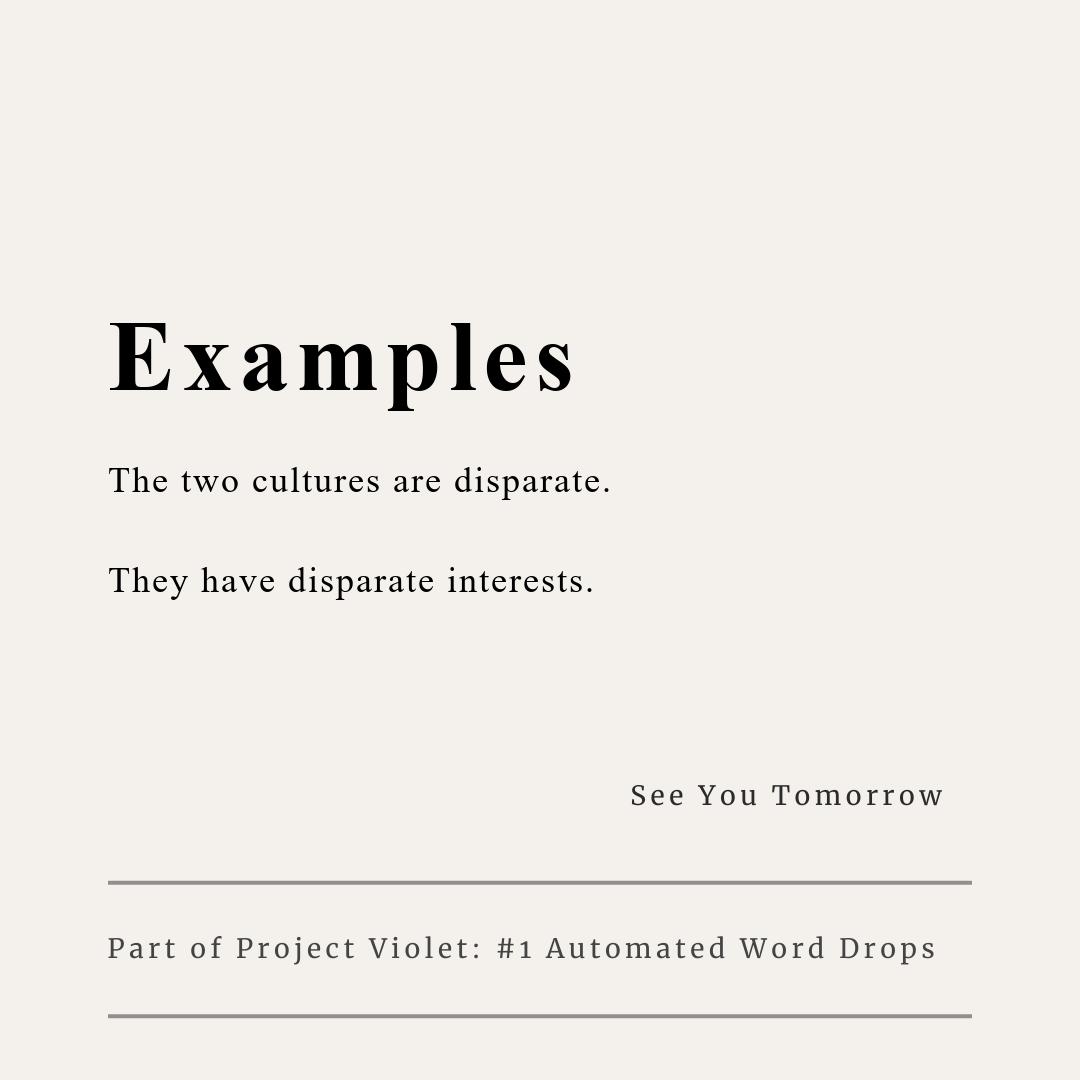 Examples
The two cultures are disparate.
They have disparate interests.
See You Tomorrow
Part of Project Violet: #1 Automated Word Drops